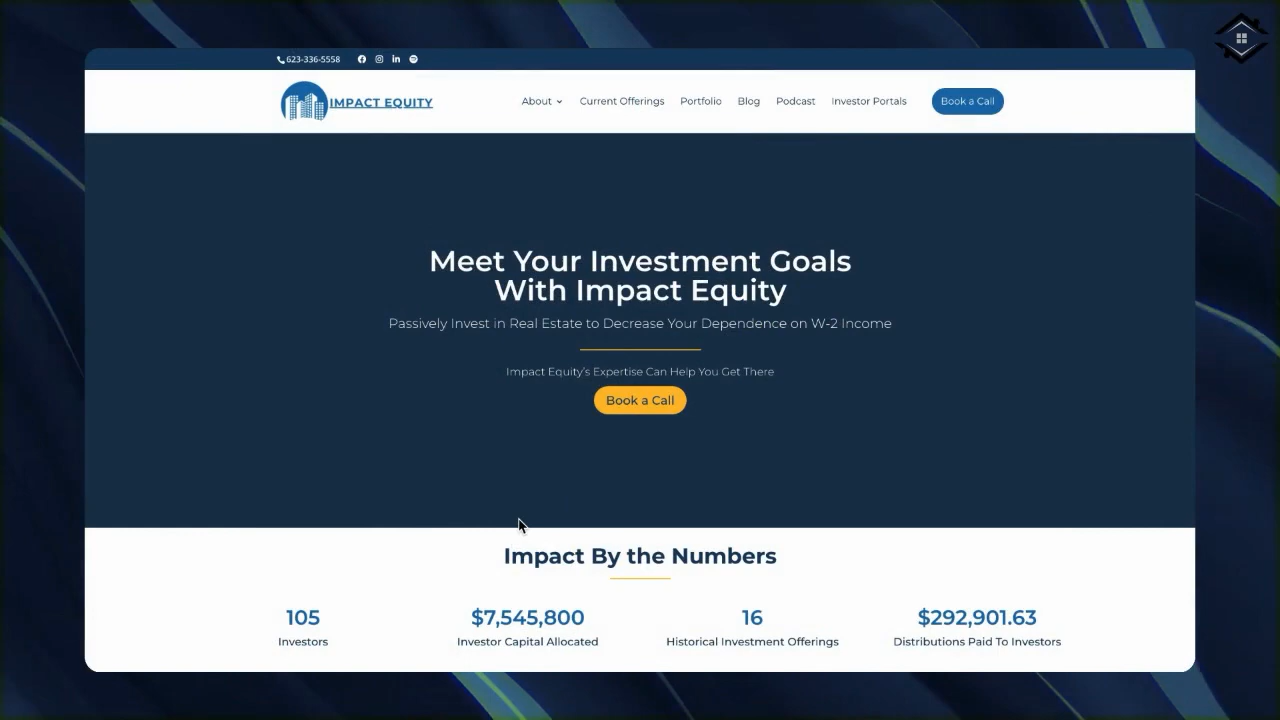 623-336-5558
IMPACT EQUITY
About
Current Offerings
Portfolio
Blog
Podcast
Investor Portals
Book a Call
Meet Your Investment Goals
With Impact Equity
Passively Invest in Real Estate to Decrease Your Dependence on W-2 Income
Impact Equity's Expertise Can Help You Get There
Book a Call
Impact By the Numbers
105
Investors
$7,545,800
Investor Capital Allocated
16
Historical Investment Offerings
$292,901.63
Distributions Paid To Investors